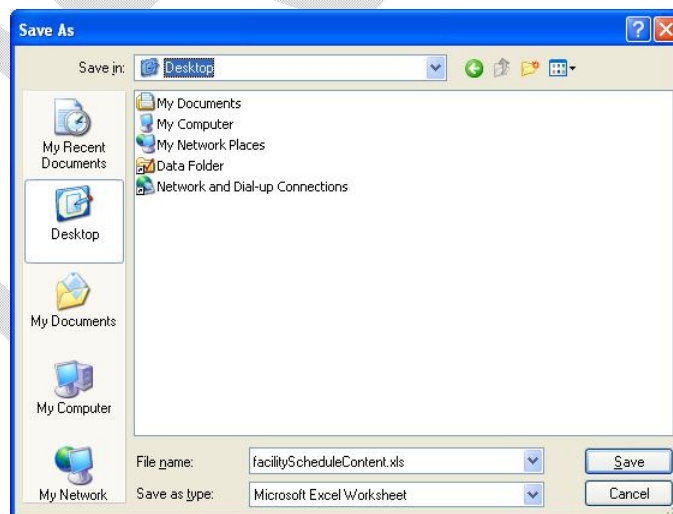 Save As
Save in: Desktop
My Recent
Documents
Desktop
My Documents
My Computer
My Network
My Documents
My Computer
My Network Places
Data Folder
Network and Dial-up Connections
File name: facilityScheduleContent.xls Save
Save as type: Microsoft Excel Worksheet Cancel